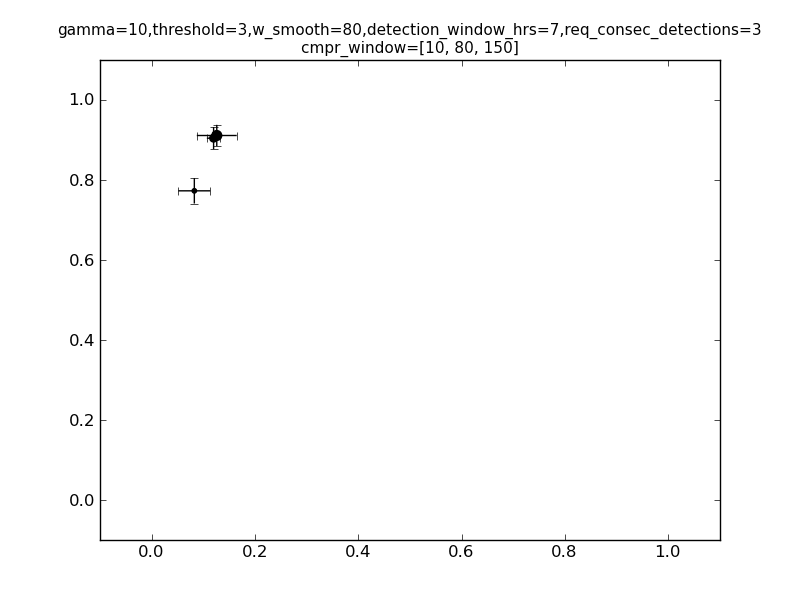 gamma=10,threshold=3,w_smooth=80,detection_window_hrs=7,req_consec_detections=3
cmpr_window=[10, 80, 150]
1.0
0.8
0.6
0.4
0.2
0.0
0.0 0.2 0.4 0.6 0.8 1.0